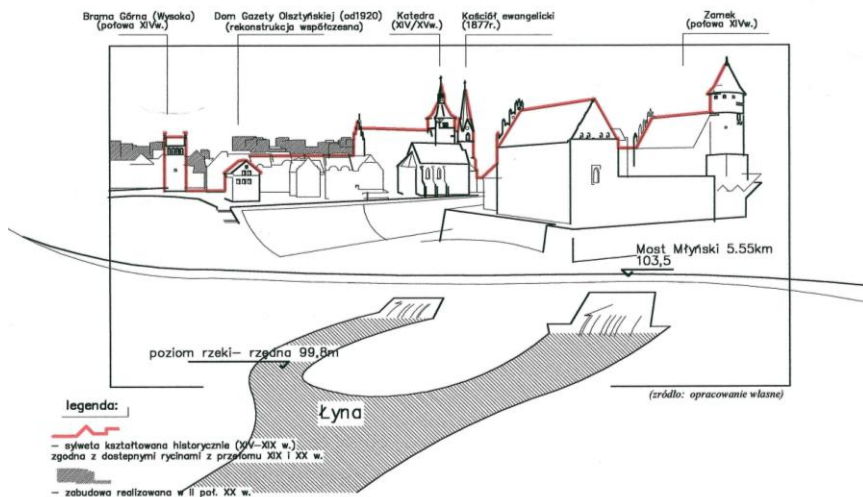 Brama Górna (Wysoka)
(połowa XIVw.)
Dom Gazety Olsztyńskiej (od1920)
(rekonstrukcja współczesna)
Katedra
(XIV/XVw.)
Kościół ewangelicki
(1877r.)
Zamek
(połowa XIVw.)
Most Młyński 5.55km
103,5
poziom rzeki– rzędna 99,8m
(zródło: opracowanie własne)
legenda:
Łyna
– sylweta kształtowana historycznie (XIV–XIX w.)
zgodna z dostepnymi rycinami z przełomu XIX i XX w.
– zabudowa realizowana w II poł. XX w.